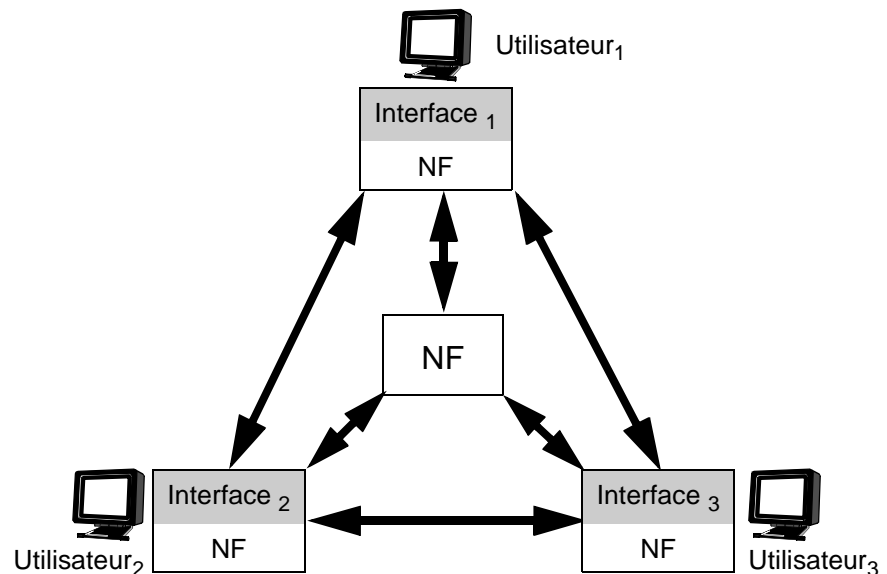 Utilisateur1
Interface 1
NF
NF
Interface 2
NF
Utilisateur2
Interface 3
NF
Utilisateur3